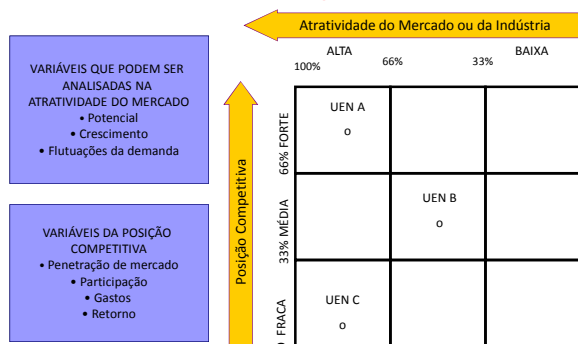 Atratividade do Mercado ou da Indústria
ALTA
BAIXA
100%
66%
33%
VARIÁVEIS QUE PODEM SER
ANALISADAS NA
ATRATIVIDADE DO MERCADO
• Potencial
• Crescimento
• Flutuações da demanda
VARIÁVEIS DA POSIÇÃO
COMPETITIVA
• Penetração de mercado
• Participação
• Gastos
• Retorno
Posição Competitiva
66% FORTE
33% MÉDIA
FRACA
UEN A
o
UEN B
o
UEN C
o